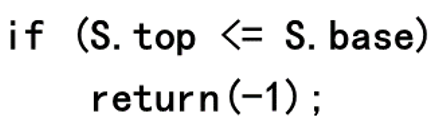 if (S.top <= S.base)
    return(-1);